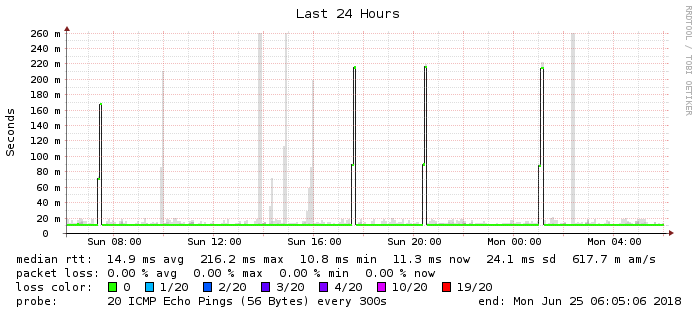 Last 24 Hours
RRDTOOL / TOBI OETIKER
Seconds
260 m
240 m
220 m
200 m
180 m
160 m
140 m
120 m
100 m
80 m
60 m
40 m
20 m
0
Sun 08:00 Sun 12:00 Sun 16:00 Sun 20:00 Mon 00:00 Mon 04:00
median rtt: 14.9 ms avg 216.2 ms max 10.8 ms min 11.3 ms now 24.1 ms sd 617.7 m am/s
packet loss: 0.00 % avg 0.00 % max 0.00 % min 0.00 % now
loss color: 0 1/20 2/20 3/20 4/20 10/20 19/20
probe: 20 ICMP Echo Pings (56 Bytes) every 300s end: Mon Jun 25 06:05:06 2018